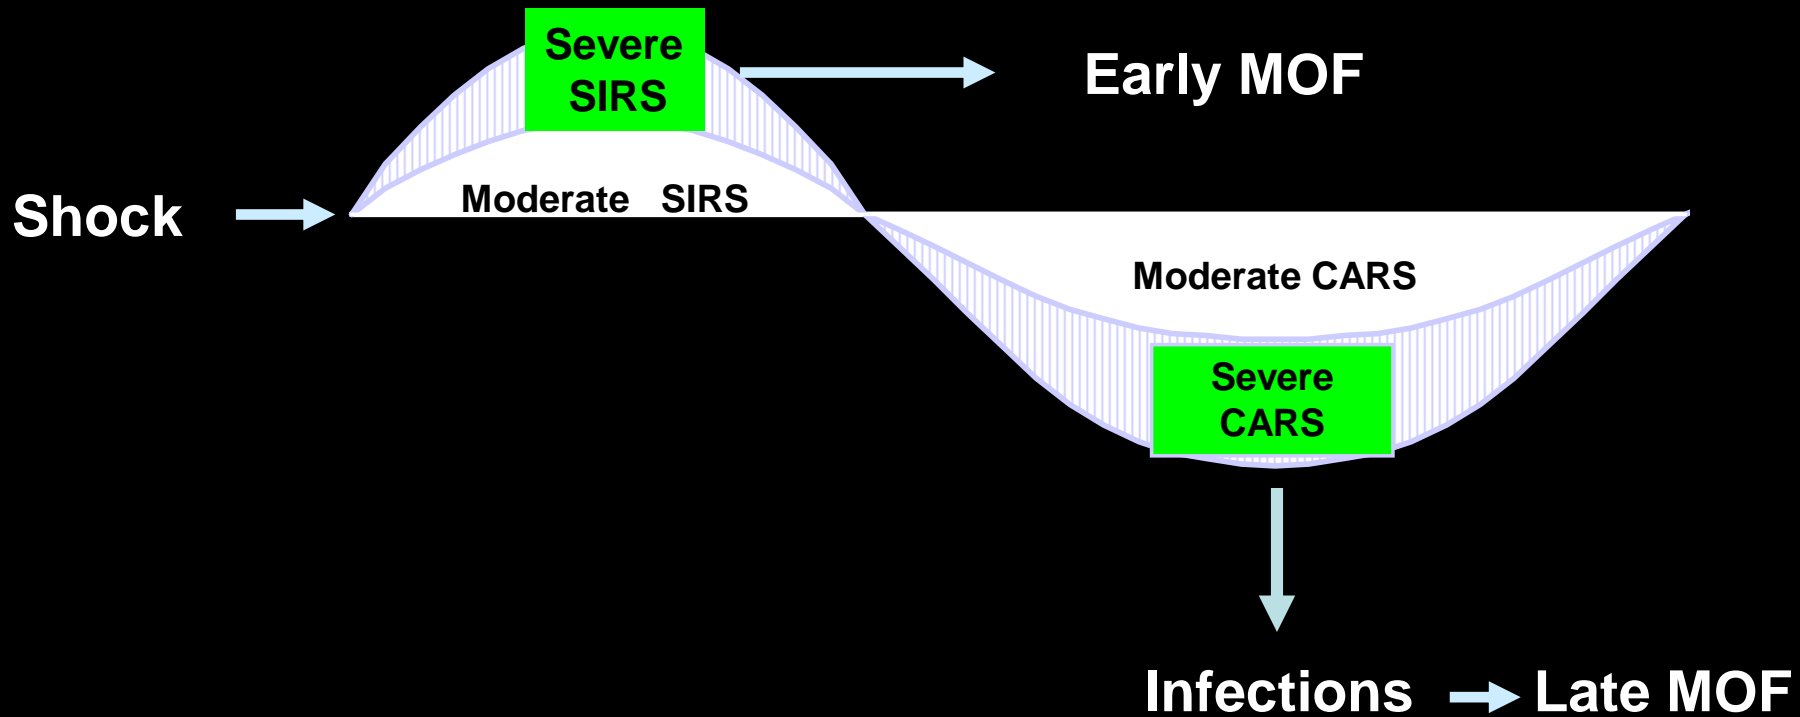 Severe
SIRS
Early MOF
Shock
Moderate SIRS
Moderate CARS
Severe
CARS
Infections
Late MOF